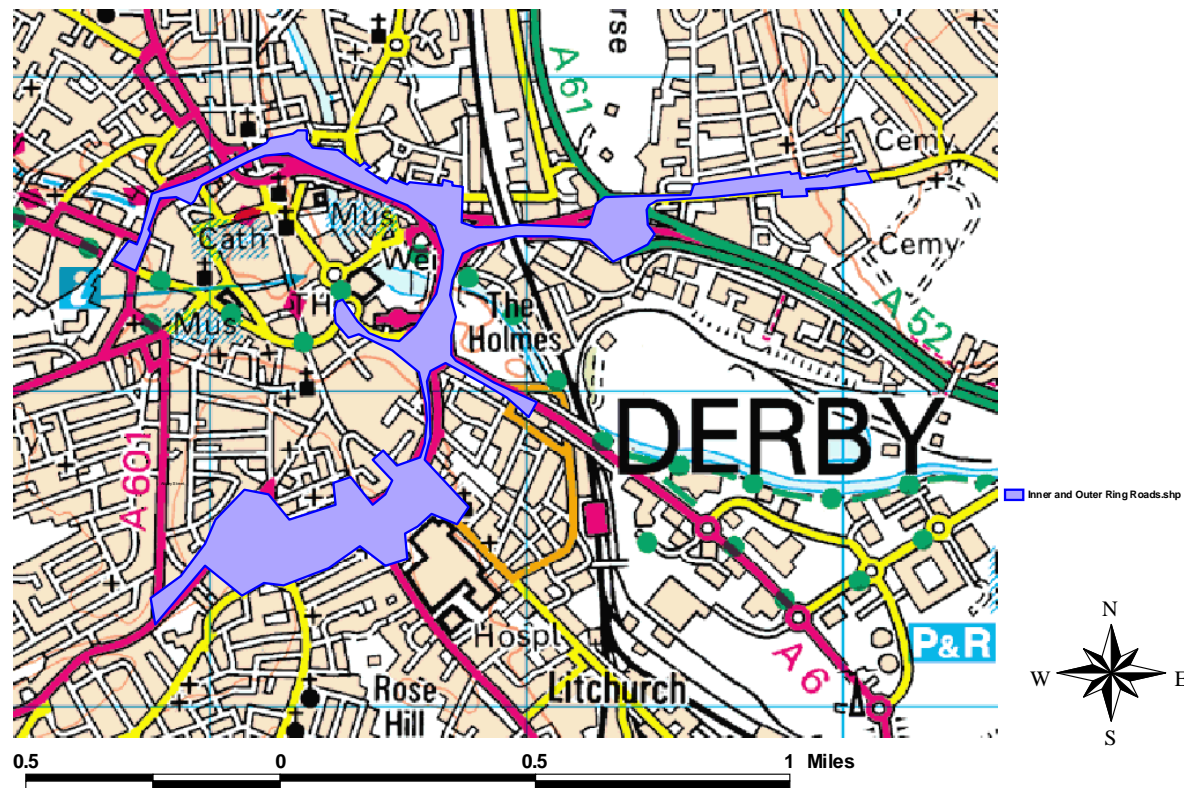 rse
A 61
Cemy
Mus
Cath
Wei
Cemy
i
TH
The
Holmes
Mus
A 52
DERBY
A 601
Inner and Outer Ring Roads.shp
Hospl
P&R
A 6
Rose
Hill
Litchurch
N
W
E
S
0.5 0 0.5 1 Miles